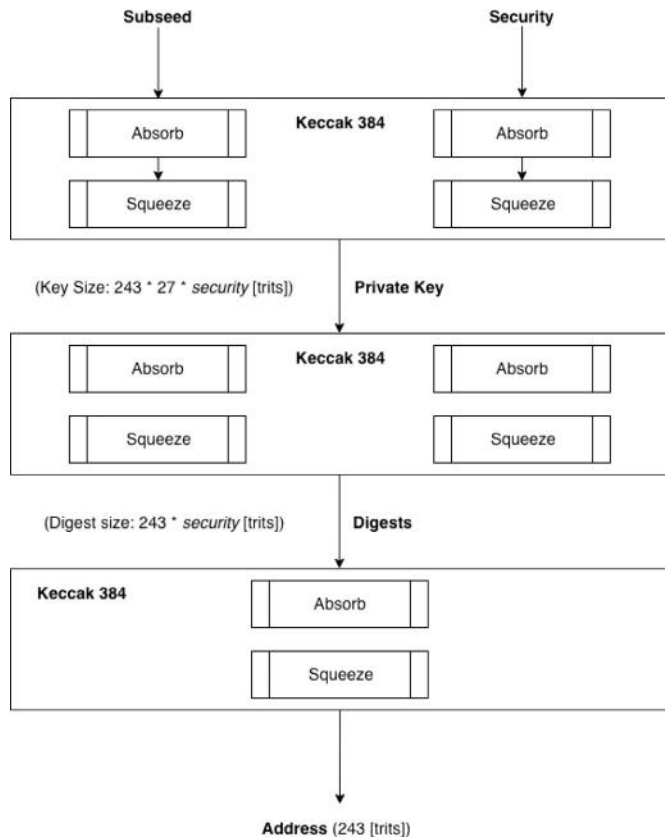 Subseed Security
Keccak 384
Absorb Absorb
Squeeze Squeeze
(Key Size: 243 * 27 * security [trits]) Private Key
Keccak 384
Absorb Absorb
Squeeze Squeeze
(Digest size: 243 * security [trits]) Digests
Keccak 384
Absorb
Squeeze
Address (243 [trits])